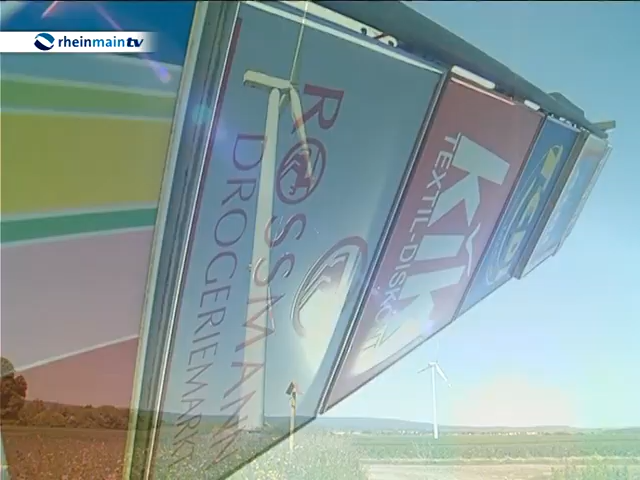 rheinmaintv
ROSSMANN
DROGERIEMARKT
KiK
TEXTIL-DISKONT